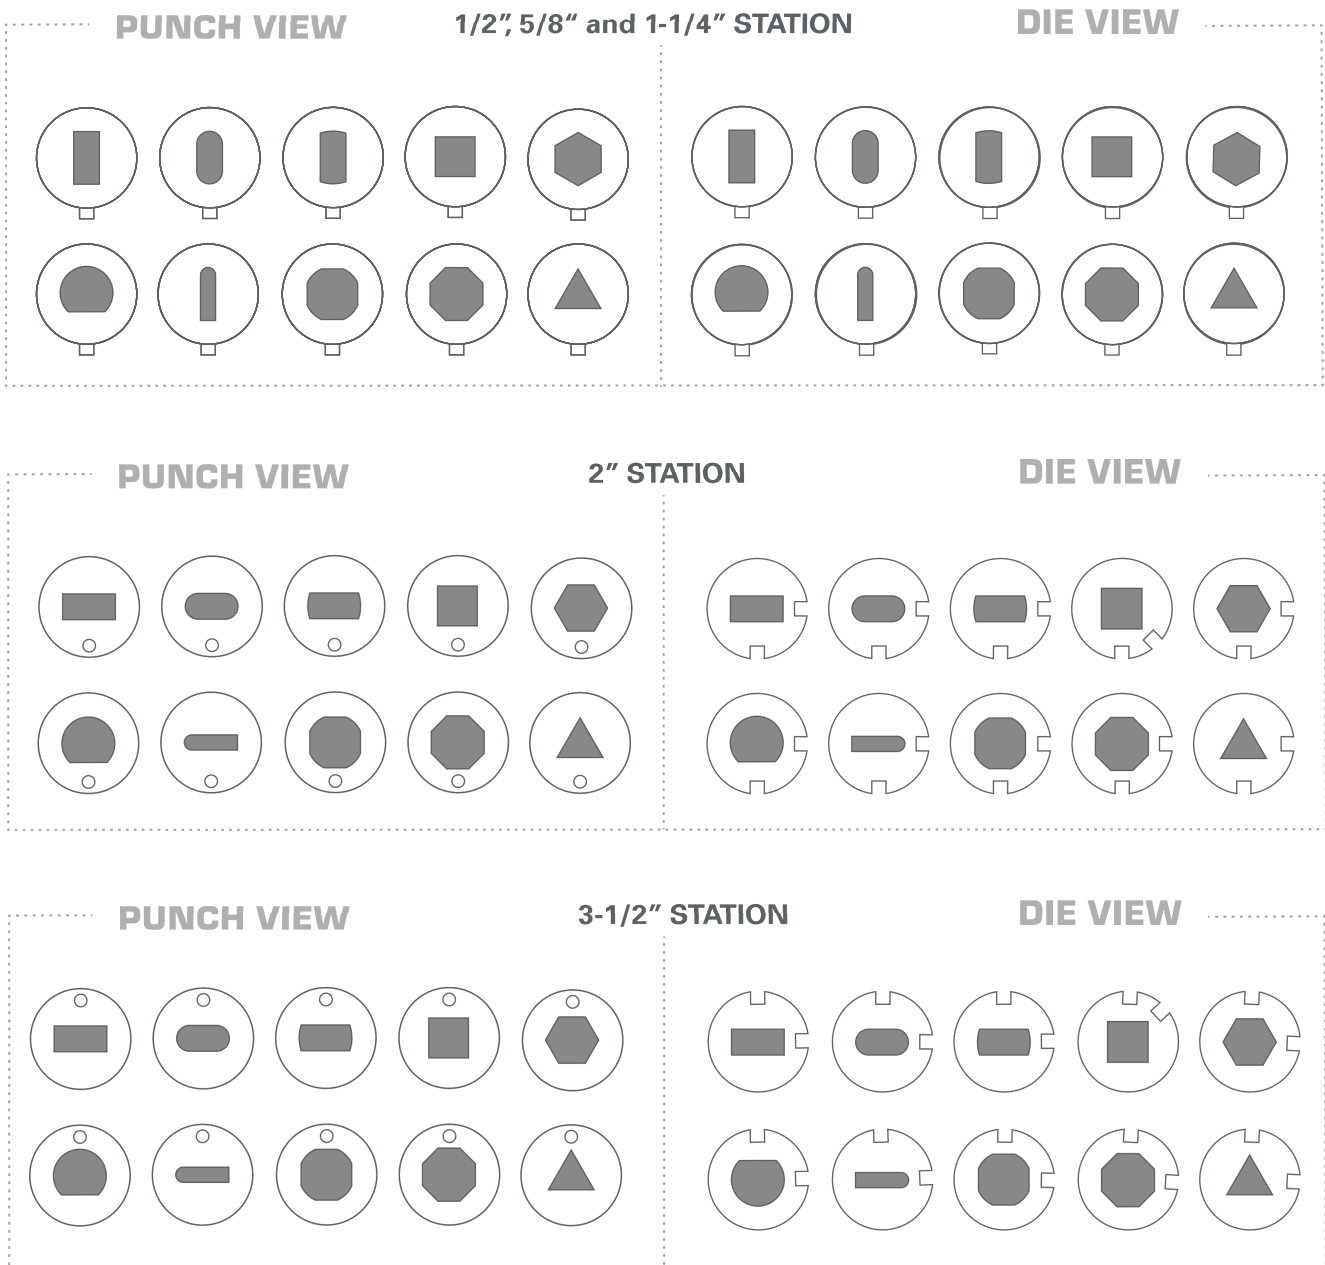 PUNCH VIEW 1/2”, 5/8“ and 1-1/4” STATION DIE VIEW
PUNCH VIEW 2” STATION DIE VIEW
PUNCH VIEW 3-1/2” STATION DIE VIEW